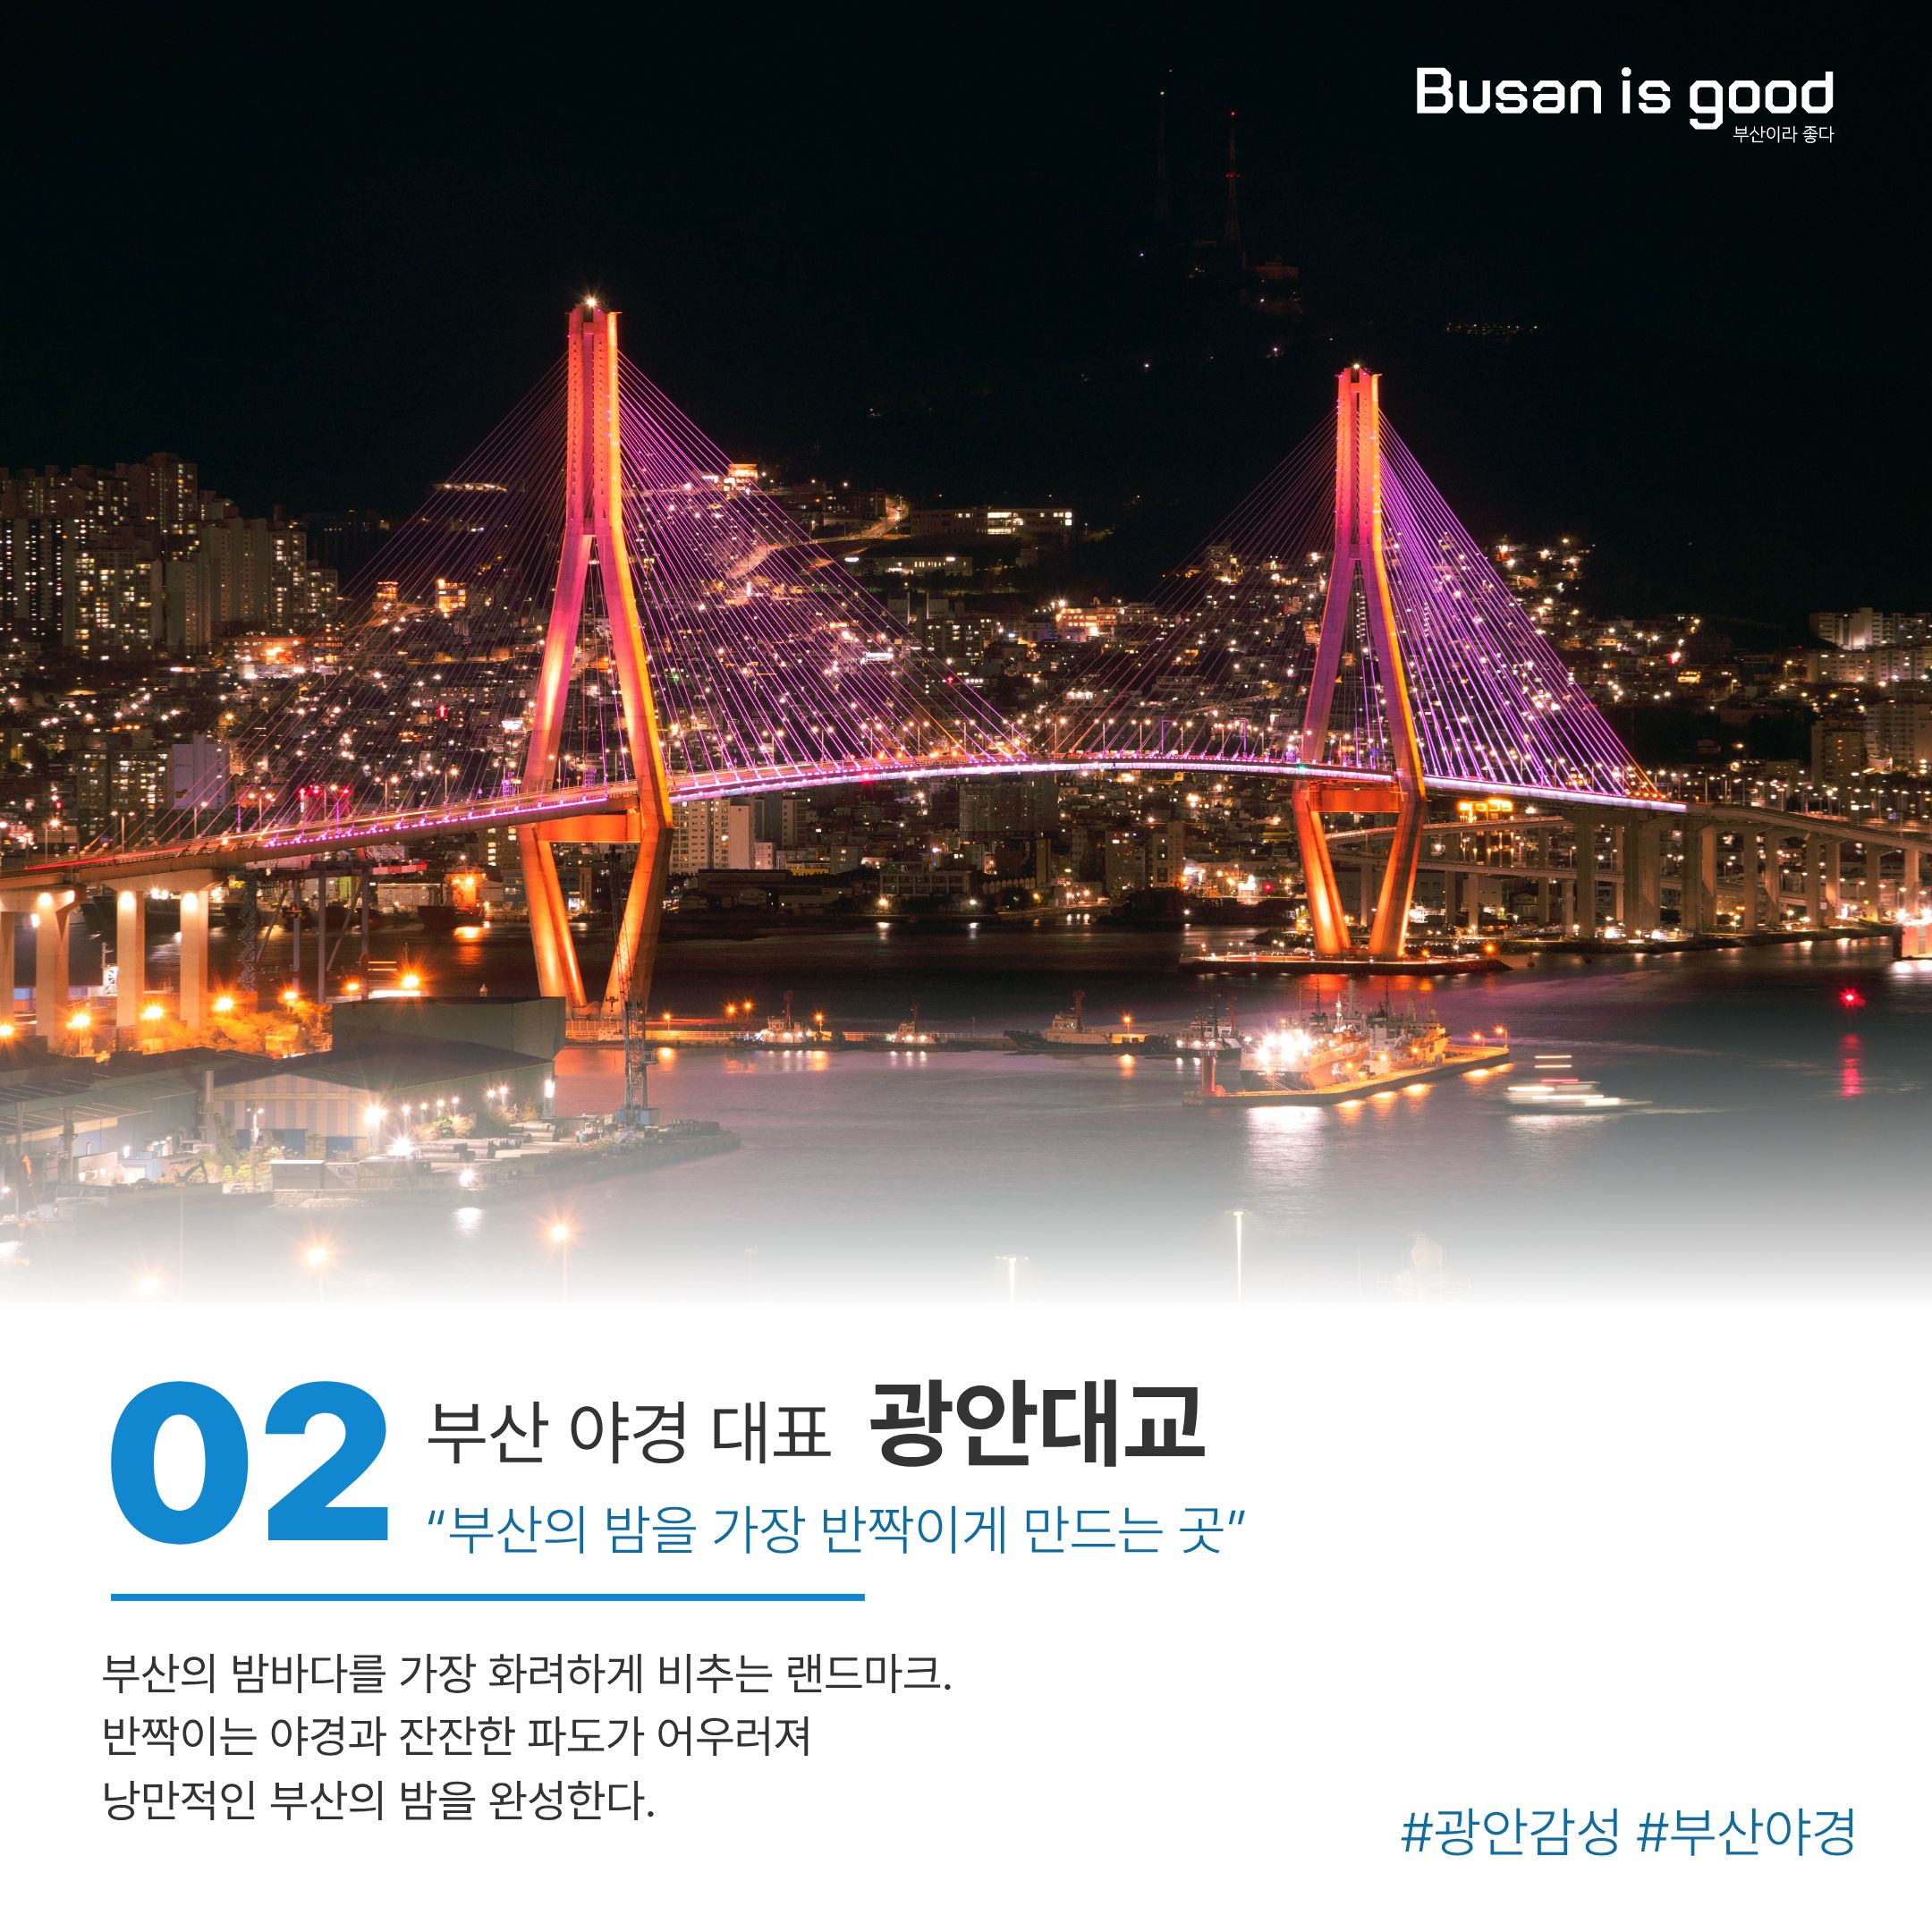 Busan is good
부산이라 좋다
02 부산 야경 대표 광안대교
“부산의 밤을 가장 반짝이게 만드는 곳”
부산의 밤바다를 가장 화려하게 비추는 랜드마크.
반짝이는 야경과 잔잔한 파도가 어우러져
낭만적인 부산의 밤을 완성한다.
#광안감성 #부산야경